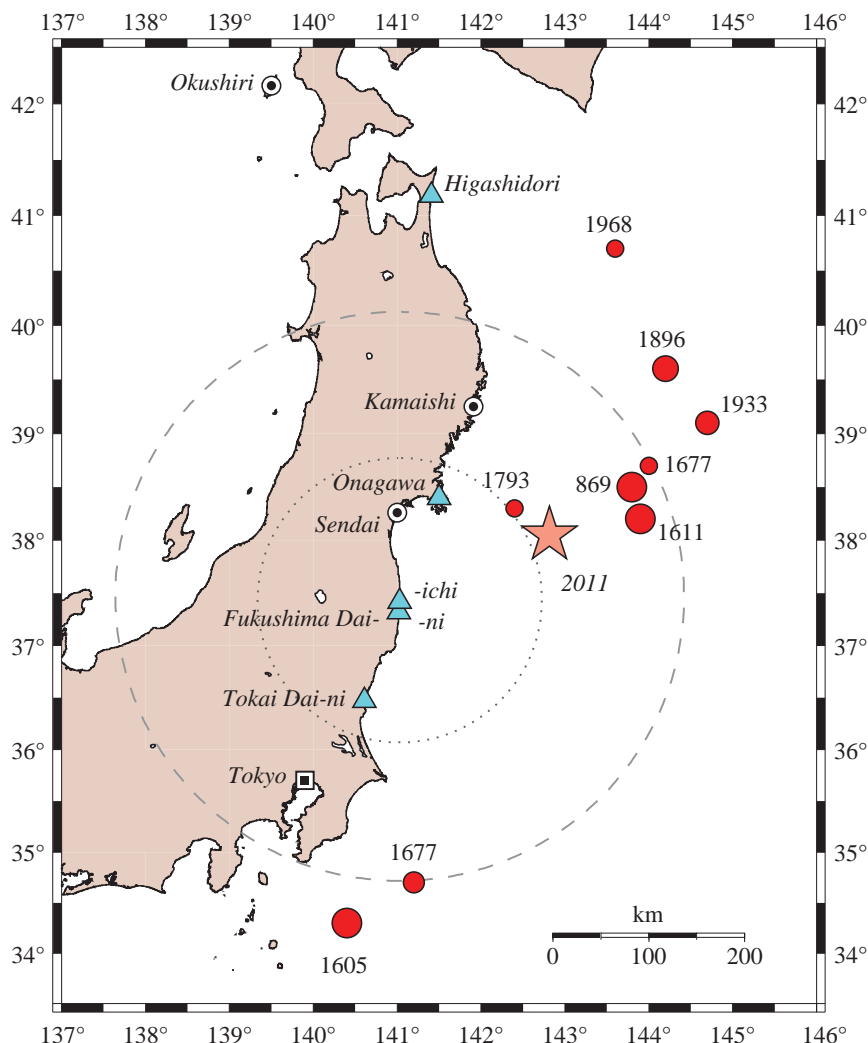 137° 138° 139° 140° 141° 142° 143° 144° 145° 146°
Okushiri
42°
42°
Higashidori
41°
41°
1968
40°
40°
1896
Kamaishi
1933
39°
39°
1677
Onagawa
1793
869
38°
Sendai
1611
38°
2011
-ichi
Fukushima Dai-
-ni
37°
37°
Tokai Dai-ni
36°
36°
Tokyo
35°
1677
35°
km
34°
34°
1605
0 100 200
137° 138° 139° 140° 141° 142° 143° 144° 145° 146°